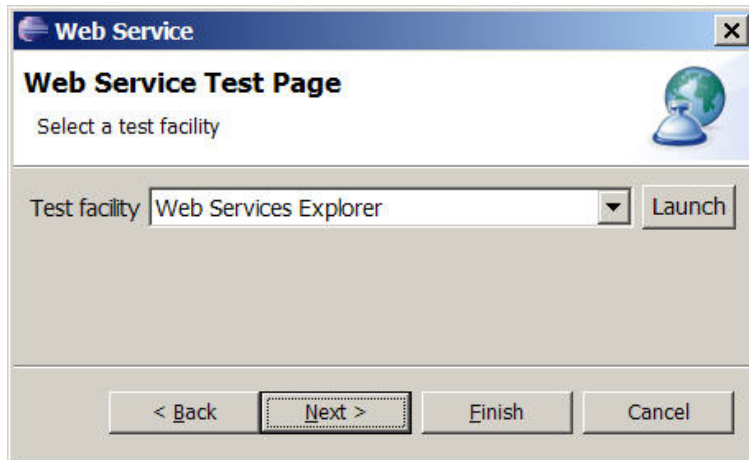 Web Service
Web Service Test Page
Select a test facility
Test facility Web Services Explorer Launch
< Back Next > Finish Cancel